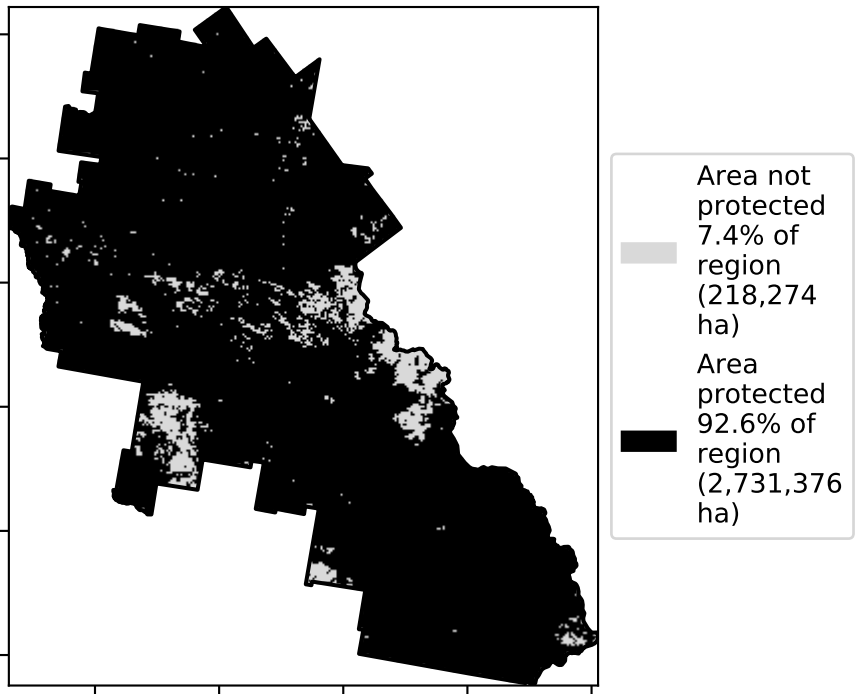 Area not
protected
7.4% of
region
(218,274
ha)
Area
protected
92.6% of
region
(2,731,376
ha)